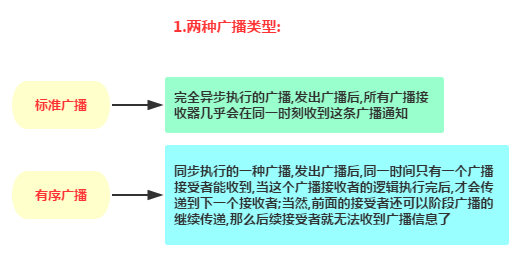 1.两种广播类型:
标准广播
完全异步执行的广播,发出广播后,所有广播接
收器几乎会在同一时刻收到这条广播通知
有序广播
同步执行的一种广播,发出广播后,同一时间只有一个广播
接受者能收到,当这个广播接收者的逻辑执行完后,才会传
递到下一个接收者;当然,前面的接受者还可以阶段广播的
继续传递,那么后续接受者就无法收到广播信息了